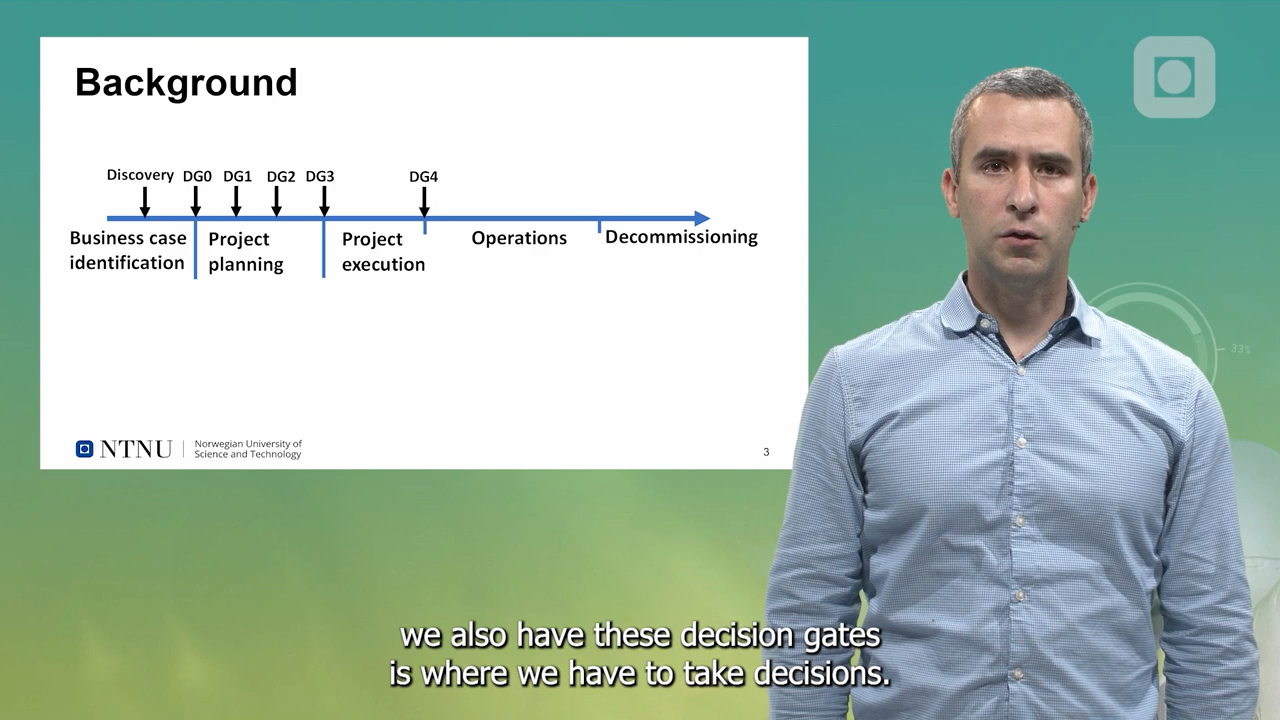 Background
Discovery DG0 DG1 DG2 DG3 DG4
Business case identification
Project planning
Project execution
Operations
Decommissioning
NTNU
Norwegian University of
Science and Technology
3
33%
we also have these decision gates
is where we have to take decisions.